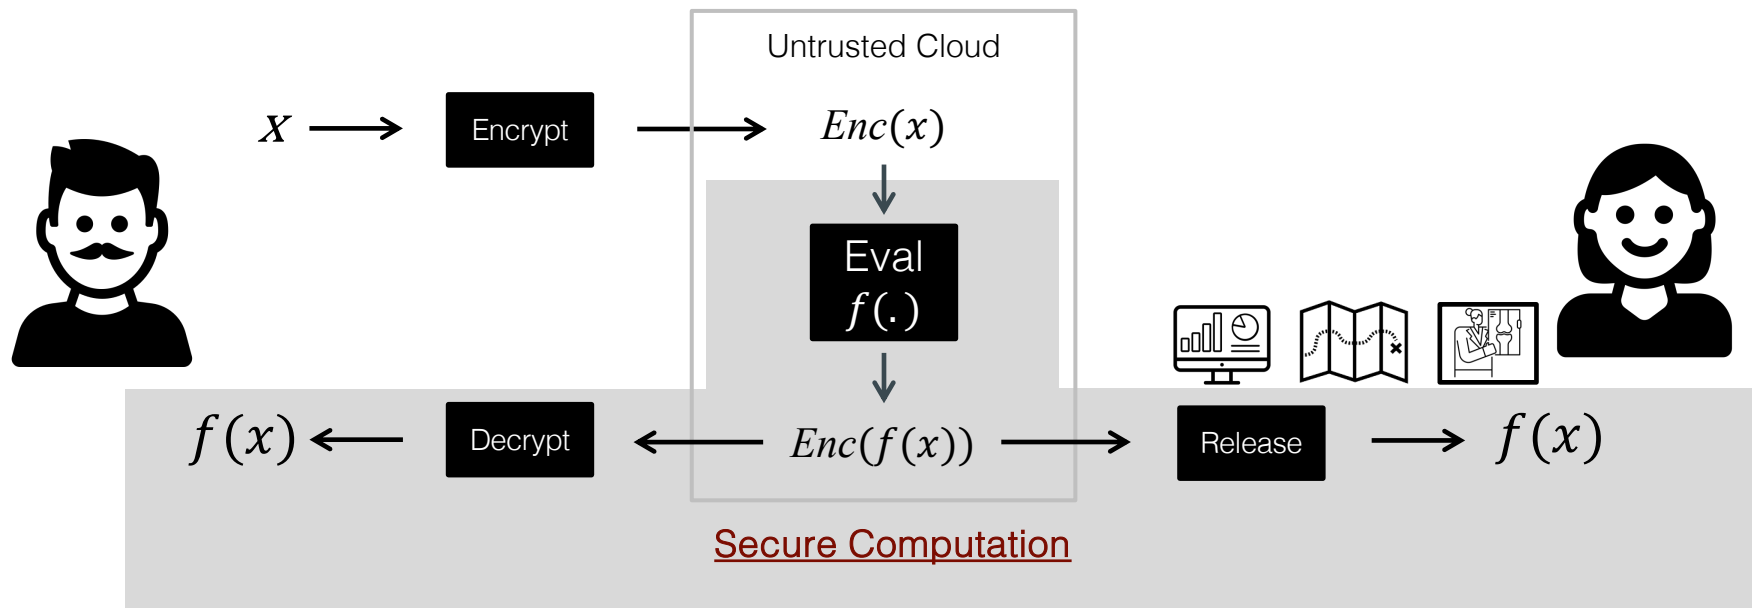 Untrusted Cloud
x
Encrypt
Enc(x)
Eval
f(.)
f(x)
Decrypt
Enc(f(x))
Release
f(x)
Secure Computation